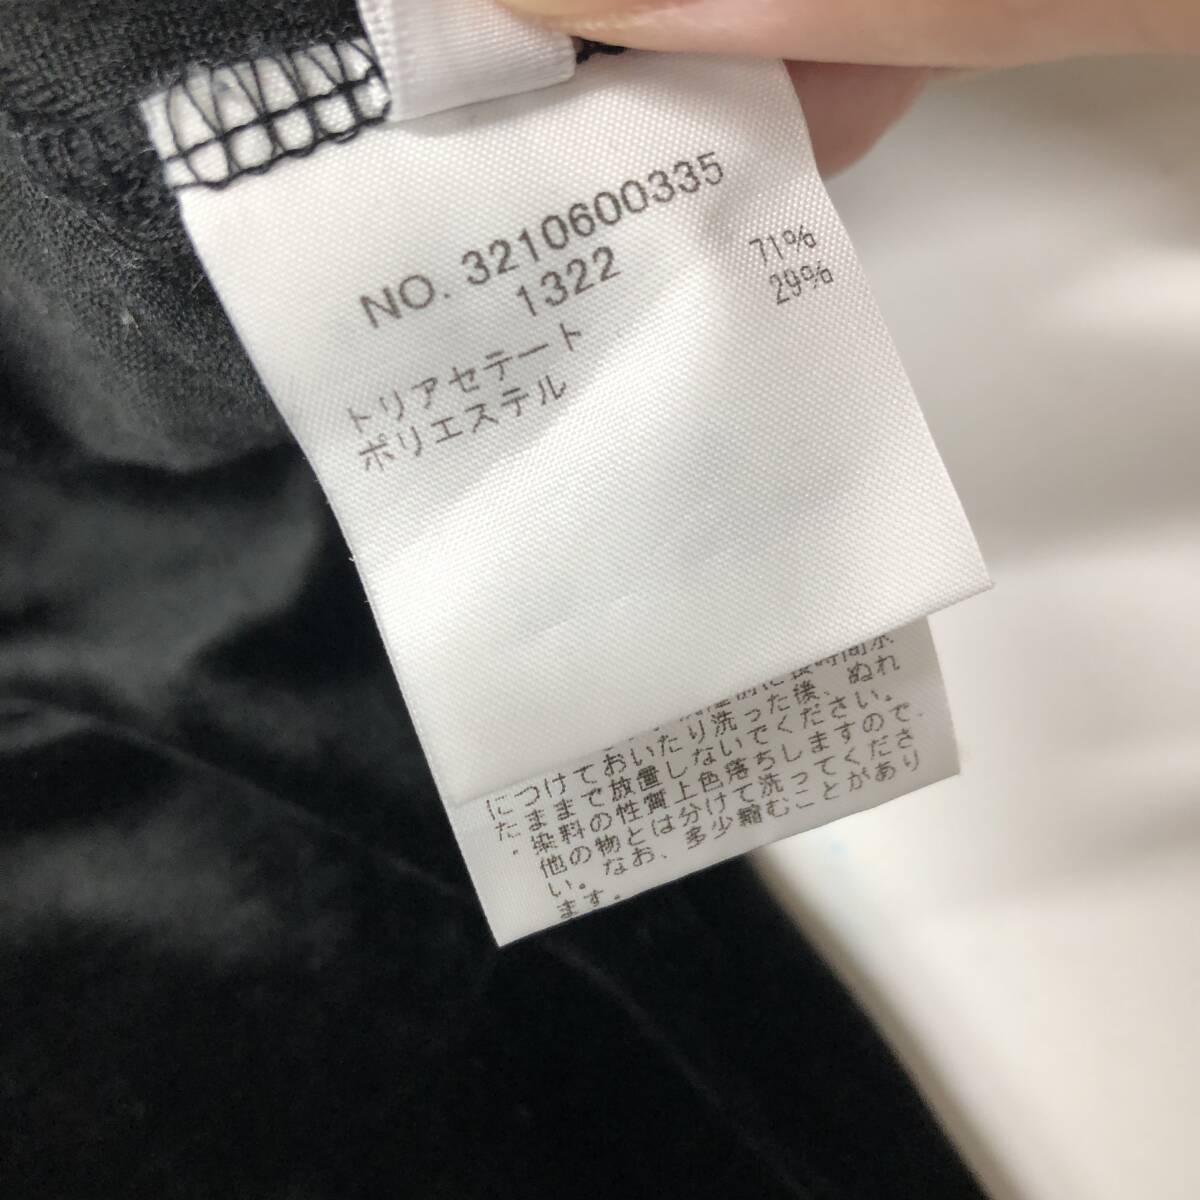 NO. 3210600335
1322
トリアセテート 71%
ポリエステル 29%
長時間水
につけておいたり洗った後、ぬれ
たままで放置しないでください。
・染料の性質上色落ちしますので、
他の物とは分けて洗ってくださ
い。なお、多少縮むことがあり
ます。